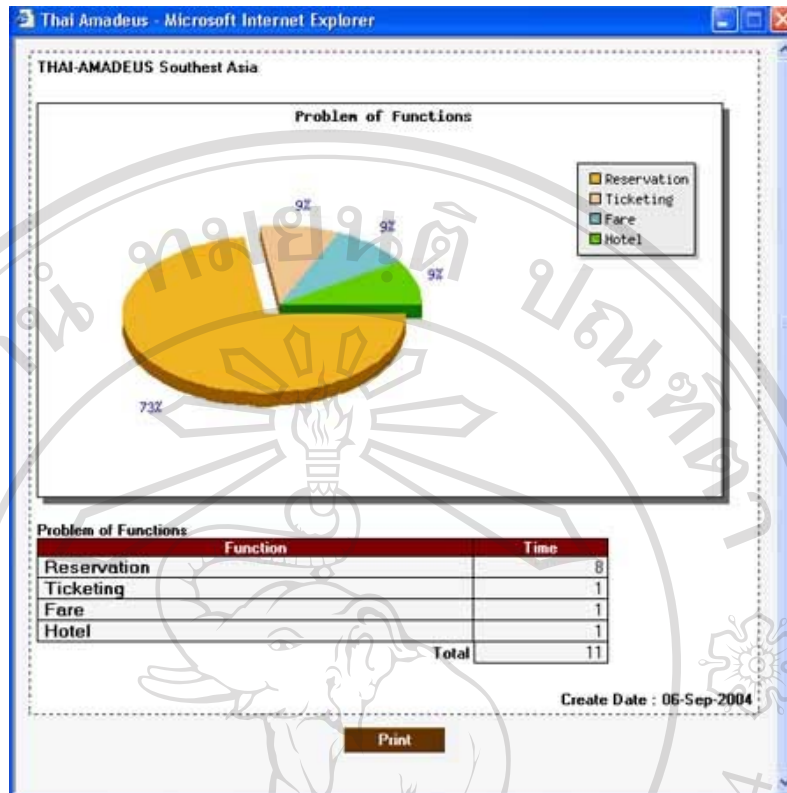 Thai Amadeus - Microsoft Internet Explorer
THAI-AMADEUS Southest Asia
Problem of Functions
Reservation
Ticketing
Fare
Hotel
9%
9%
9%
73%
Problem of Functions
Function Time
Reservation 8
Ticketing 1
Fare 1
Hotel 1
Total 11
Create Date : 06-Sep-2004
Print